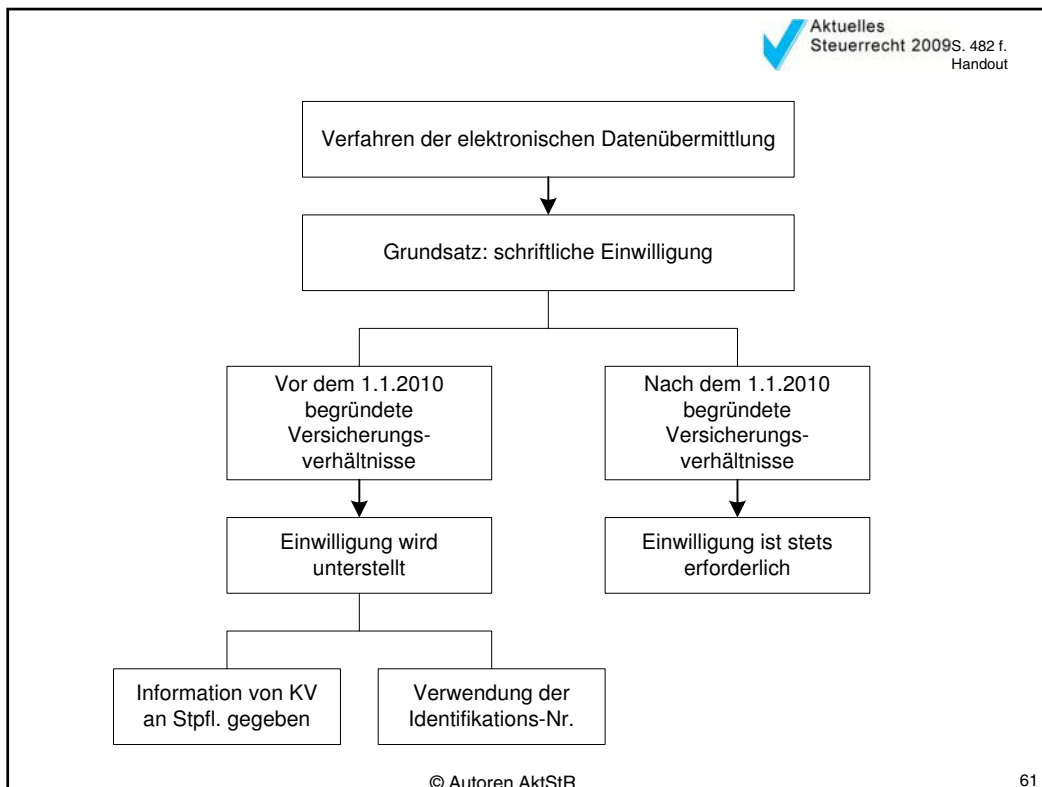 Aktuelles
Steuerrecht 2009S. 482 f.
Handout
Verfahren der elektronischen Datenübermittlung
Grundsatz: schriftliche Einwilligung
Vor dem 1.1.2010
begründete
Versicherungs-
verhältnisse
Nach dem 1.1.2010
begründete
Versicherungs-
verhältnisse
Einwilligung wird
unterstellt
Einwilligung ist stets
erforderlich
Information von KV
an Stpfl. gegeben
Verwendung der
Identifikations-Nr.
© Autoren AktStR
61